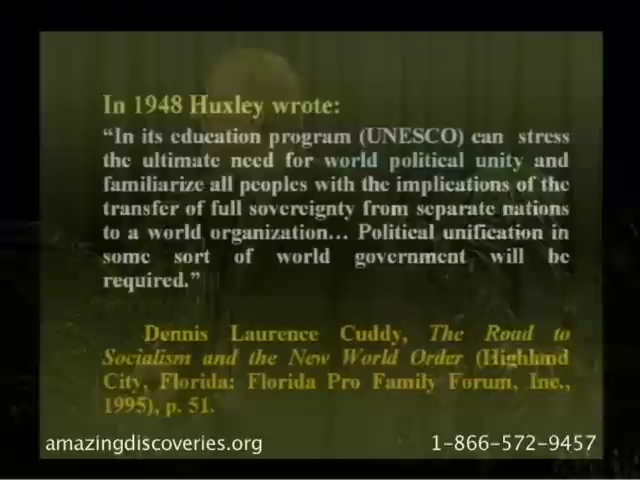 In 1948 Huxley wrote:
“In its education program (UNESCO) can stress
the ultimate need for world political unity and
familiarize all peoples with the implications of the
transfer of full sovereignty from separate nations
to a world organization... Political unification in
some sort of world government will be
required.”
Dennis Laurence Cuddy, The Road to
Socialism and the New World Order (Highland
City, Florida: Florida Pro Family Forum, Inc.,
1995), p. 51.
amazingdiscoveries.org 1-866-572-9457